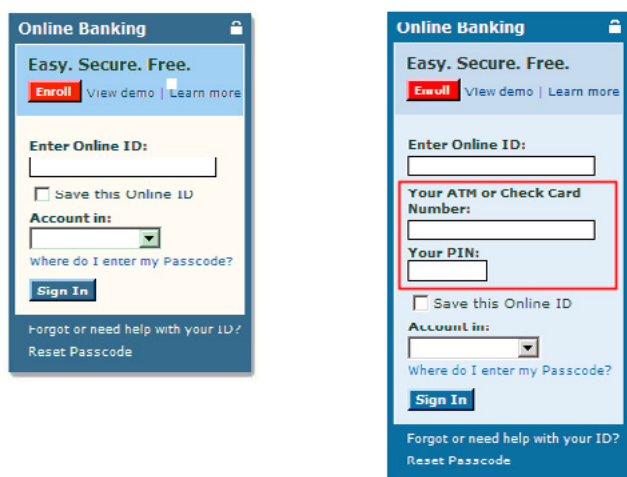 Online Banking
Easy. Secure. Free.
Enroll View demo | Learn more
Enter Online ID:
Save this Online ID
Account in:
Where do I enter my Passcode?
Sign In
Forgot or need help with your ID?
Reset Passcode
Online Banking
Easy. Secure. Free.
Enroll View demo | Learn more
Enter Online ID:
Your ATM or Check Card
Number:
Your PIN:
Save this Online ID
Account in:
Where do I enter my Passcode?
Sign In
Forgot or need help with your ID?
Reset Passcode